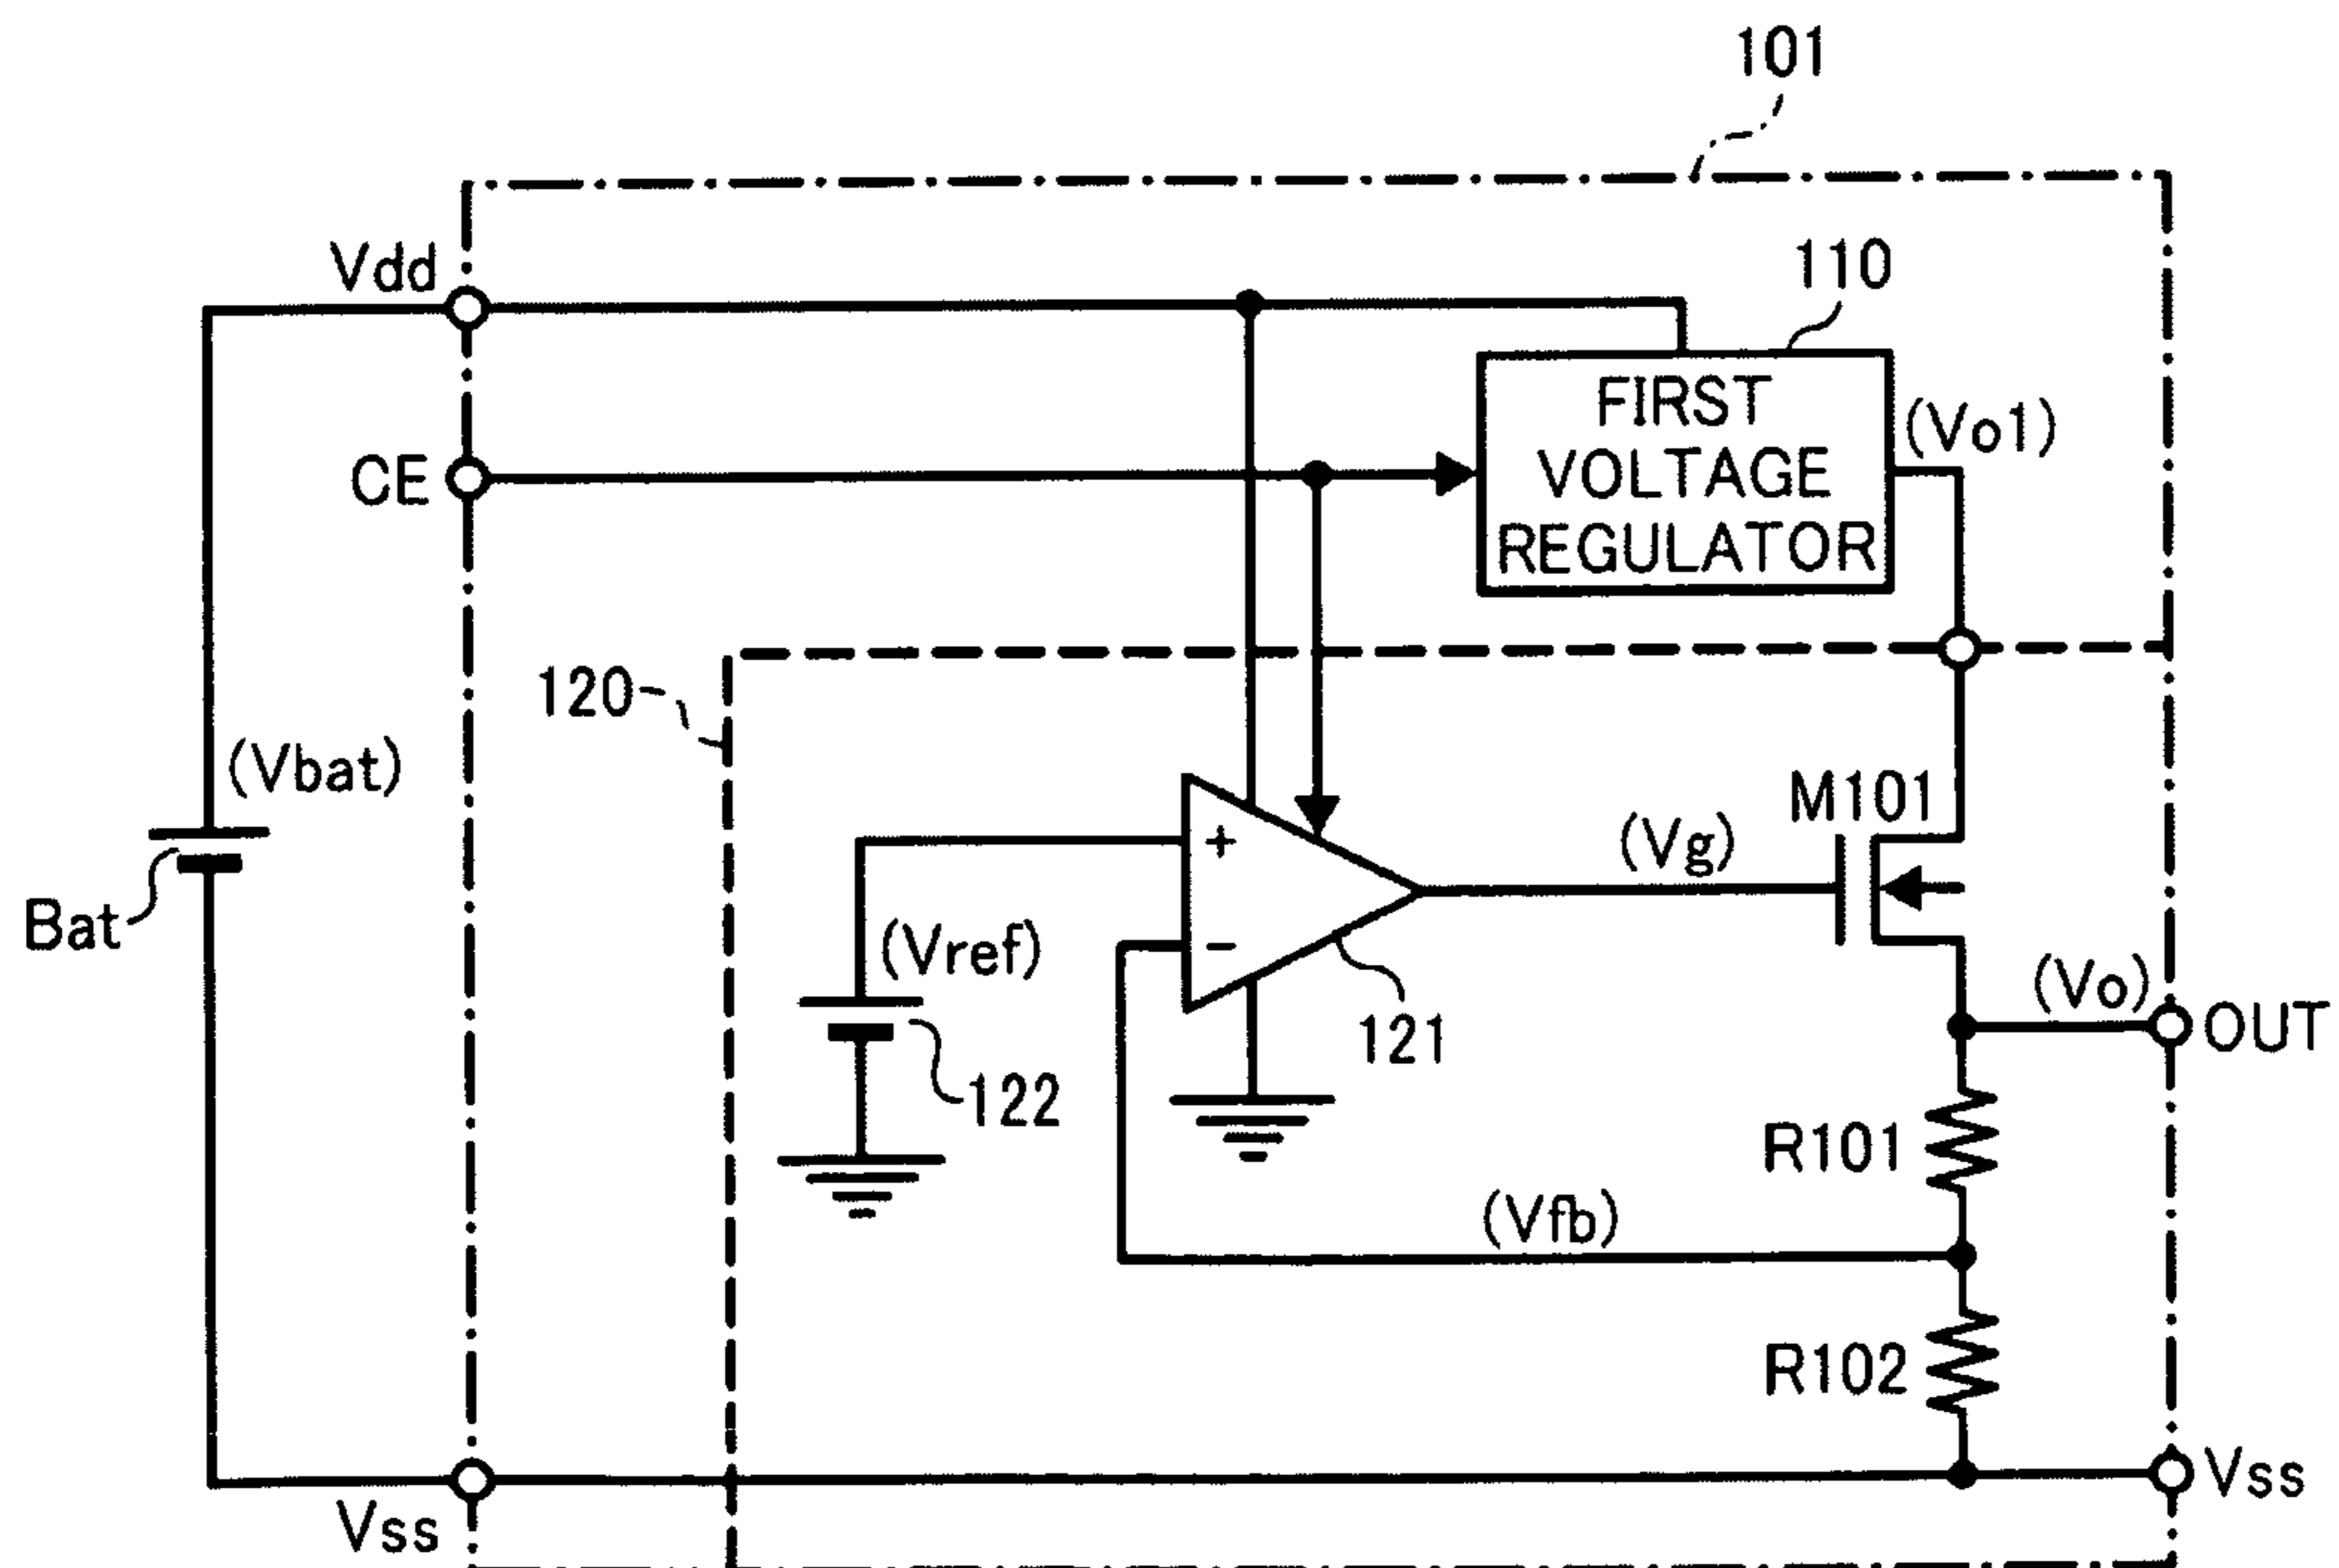 101
Vdd
110
FIRST
VOLTAGE
REGULATOR
(Vo1)
CE
120
(Vbat)
Bat
M101
(Vg)
+
−
(Vref)
121
122
(Vo)
OUT
R101
(Vfb)
R102
Vss
Vss